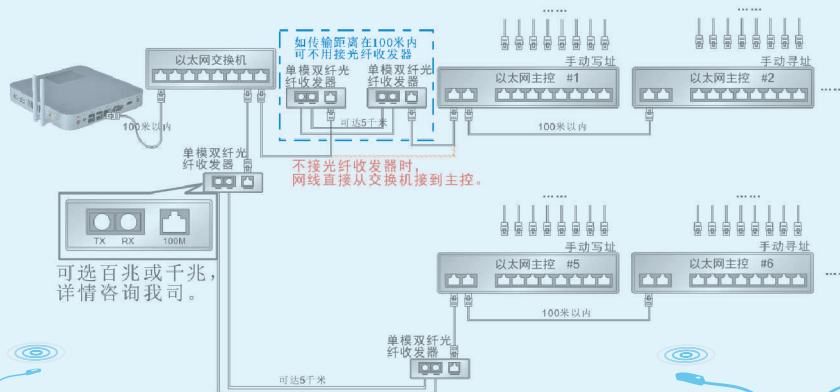 ……
……
如传输距离在100米内
可不用接光纤收发器
以太网交换机
手动写址
手动寻址
单模双纤光
纤收发器
单模双纤光
纤收发器
以太网主控 #1
以太网主控 #2
……
可达5千米
100米以内
100米以内
单模双纤光
纤收发器
不接光纤收发器时，
网线直接从交换机接到主控。
……
……
TX RX 100M
手动写址
手动寻址
可选百兆或千兆，
详情咨询我司。
以太网主控 #5
以太网主控 #6
……
100米以内
单模双纤光
纤收发器
可达5千米